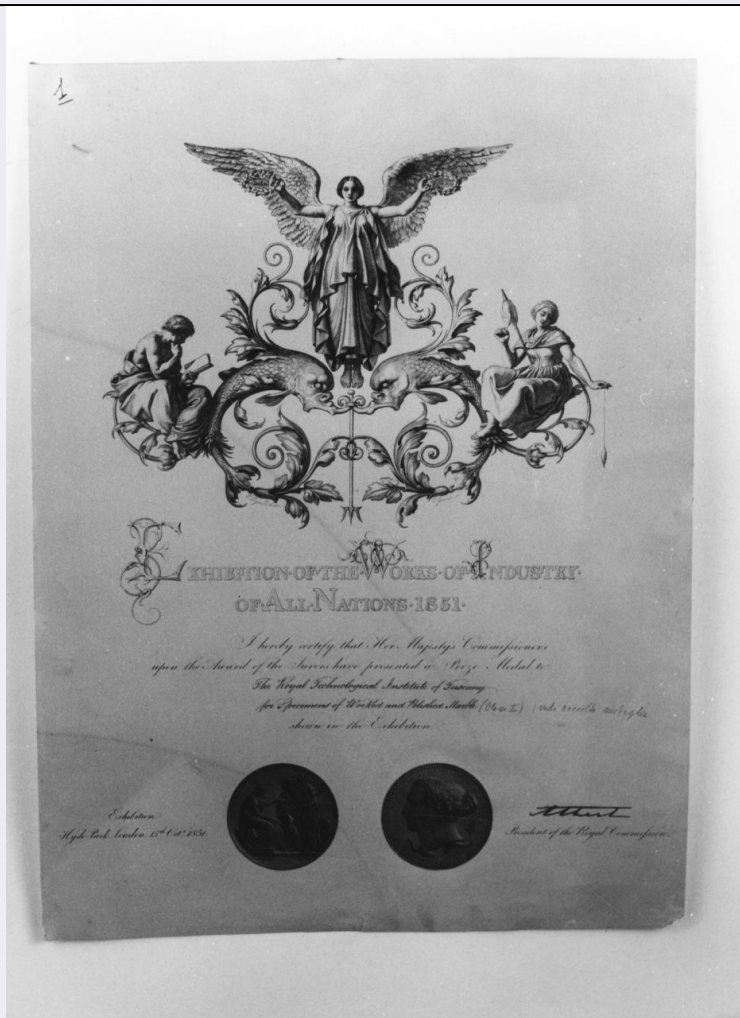 1
EXHIBITION·OF·THE·WORKS·OF·INDUSTRY·
OF·ALL·NATIONS·1851·
I hereby certify that Her Majesty's Commissioners
upon the Award of the Jurors have presented a Prize Medal to
The Royal Technological Institute of Tuscany
for Specimens of Worked and Polished Marble (Class I)
shewn in the Exhibition
Exhibition
Hyde Park, London 15th Octr. 1851.
Albert
President of the Royal Commission.